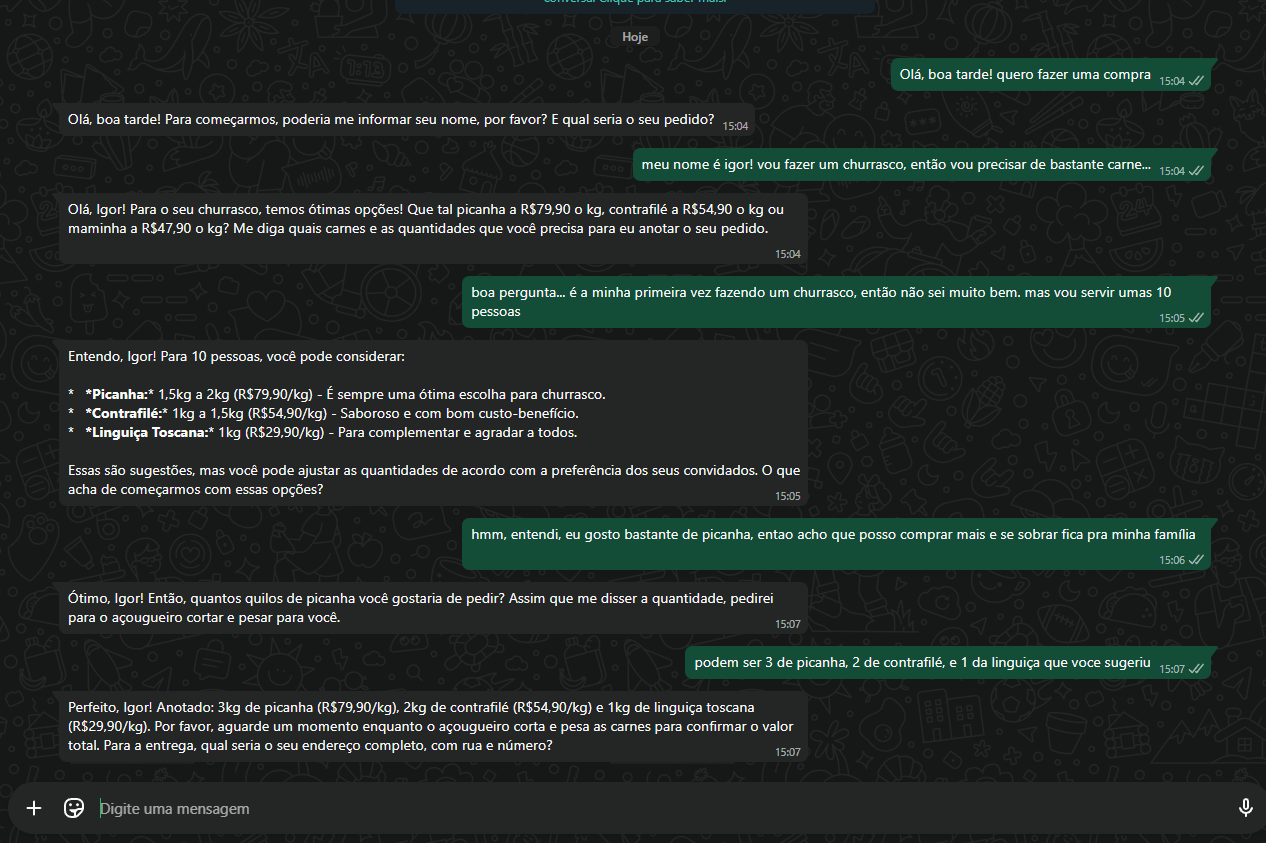 conversa. Clique para saber mais.
Hoje
Olá, boa tarde! quero fazer uma compra
15:04
Olá, boa tarde! Para começarmos, poderia me informar seu nome, por favor? E qual seria o seu pedido?
15:04
meu nome é igor! vou fazer um churrasco, então vou precisar de bastante carne...
15:04
Olá, Igor! Para o seu churrasco, temos ótimas opções! Que tal picanha a R$79,90 o kg, contrafilé a R$54,90 o kg ou
maminha a R$47,90 o kg? Me diga quais carnes e as quantidades que você precisa para eu anotar o seu pedido.
15:04
boa pergunta... é a minha primeira vez fazendo um churrasco, então não sei muito bem. mas vou servir umas 10
pessoas
15:05
Entendo, Igor! Para 10 pessoas, você pode considerar:
* *Picanha:* 1,5kg a 2kg (R$79,90/kg) - É sempre uma ótima escolha para churrasco.
* *Contrafilé:* 1kg a 1,5kg (R$54,90/kg) - Saboroso e com bom custo-benefício.
* *Linguiça Toscana:* 1kg (R$29,90/kg) - Para complementar e agradar a todos.
Essas são sugestões, mas você pode ajustar as quantidades de acordo com a preferência dos seus convidados. O que
acha de começarmos com essas opções?
15:05
hmm, entendi, eu gosto bastante de picanha, entao acho que posso comprar mais e se sobrar fica pra minha família
15:06
Ótimo, Igor! Então, quantos quilos de picanha você gostaria de pedir? Assim que me disser a quantidade, pedirei
para o açougueiro cortar e pesar para você.
15:07
podem ser 3 de picanha, 2 de contrafilé, e 1 da linguiça que voce sugeriu
15:07
Perfeito, Igor! Anotado: 3kg de picanha (R$79,90/kg), 2kg de contrafilé (R$54,90/kg) e 1kg de linguiça toscana
(R$29,90/kg). Por favor, aguarde um momento enquanto o açougueiro corta e pesa as carnes para confirmar o valor
total. Para a entrega, qual seria o seu endereço completo, com rua e número?
15:07
Digite uma mensagem